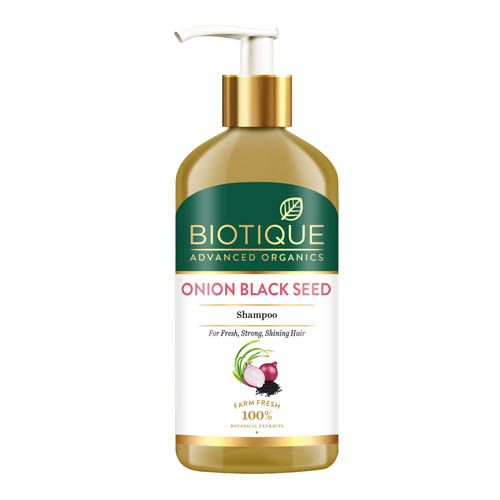 BIOTIQUE
ADVANCED ORGANICS
ONION BLACK SEED
Shampoo
For Fresh, Strong, Shining Hair
FARM FRESH
100%
BOTANICAL EXTRACTS